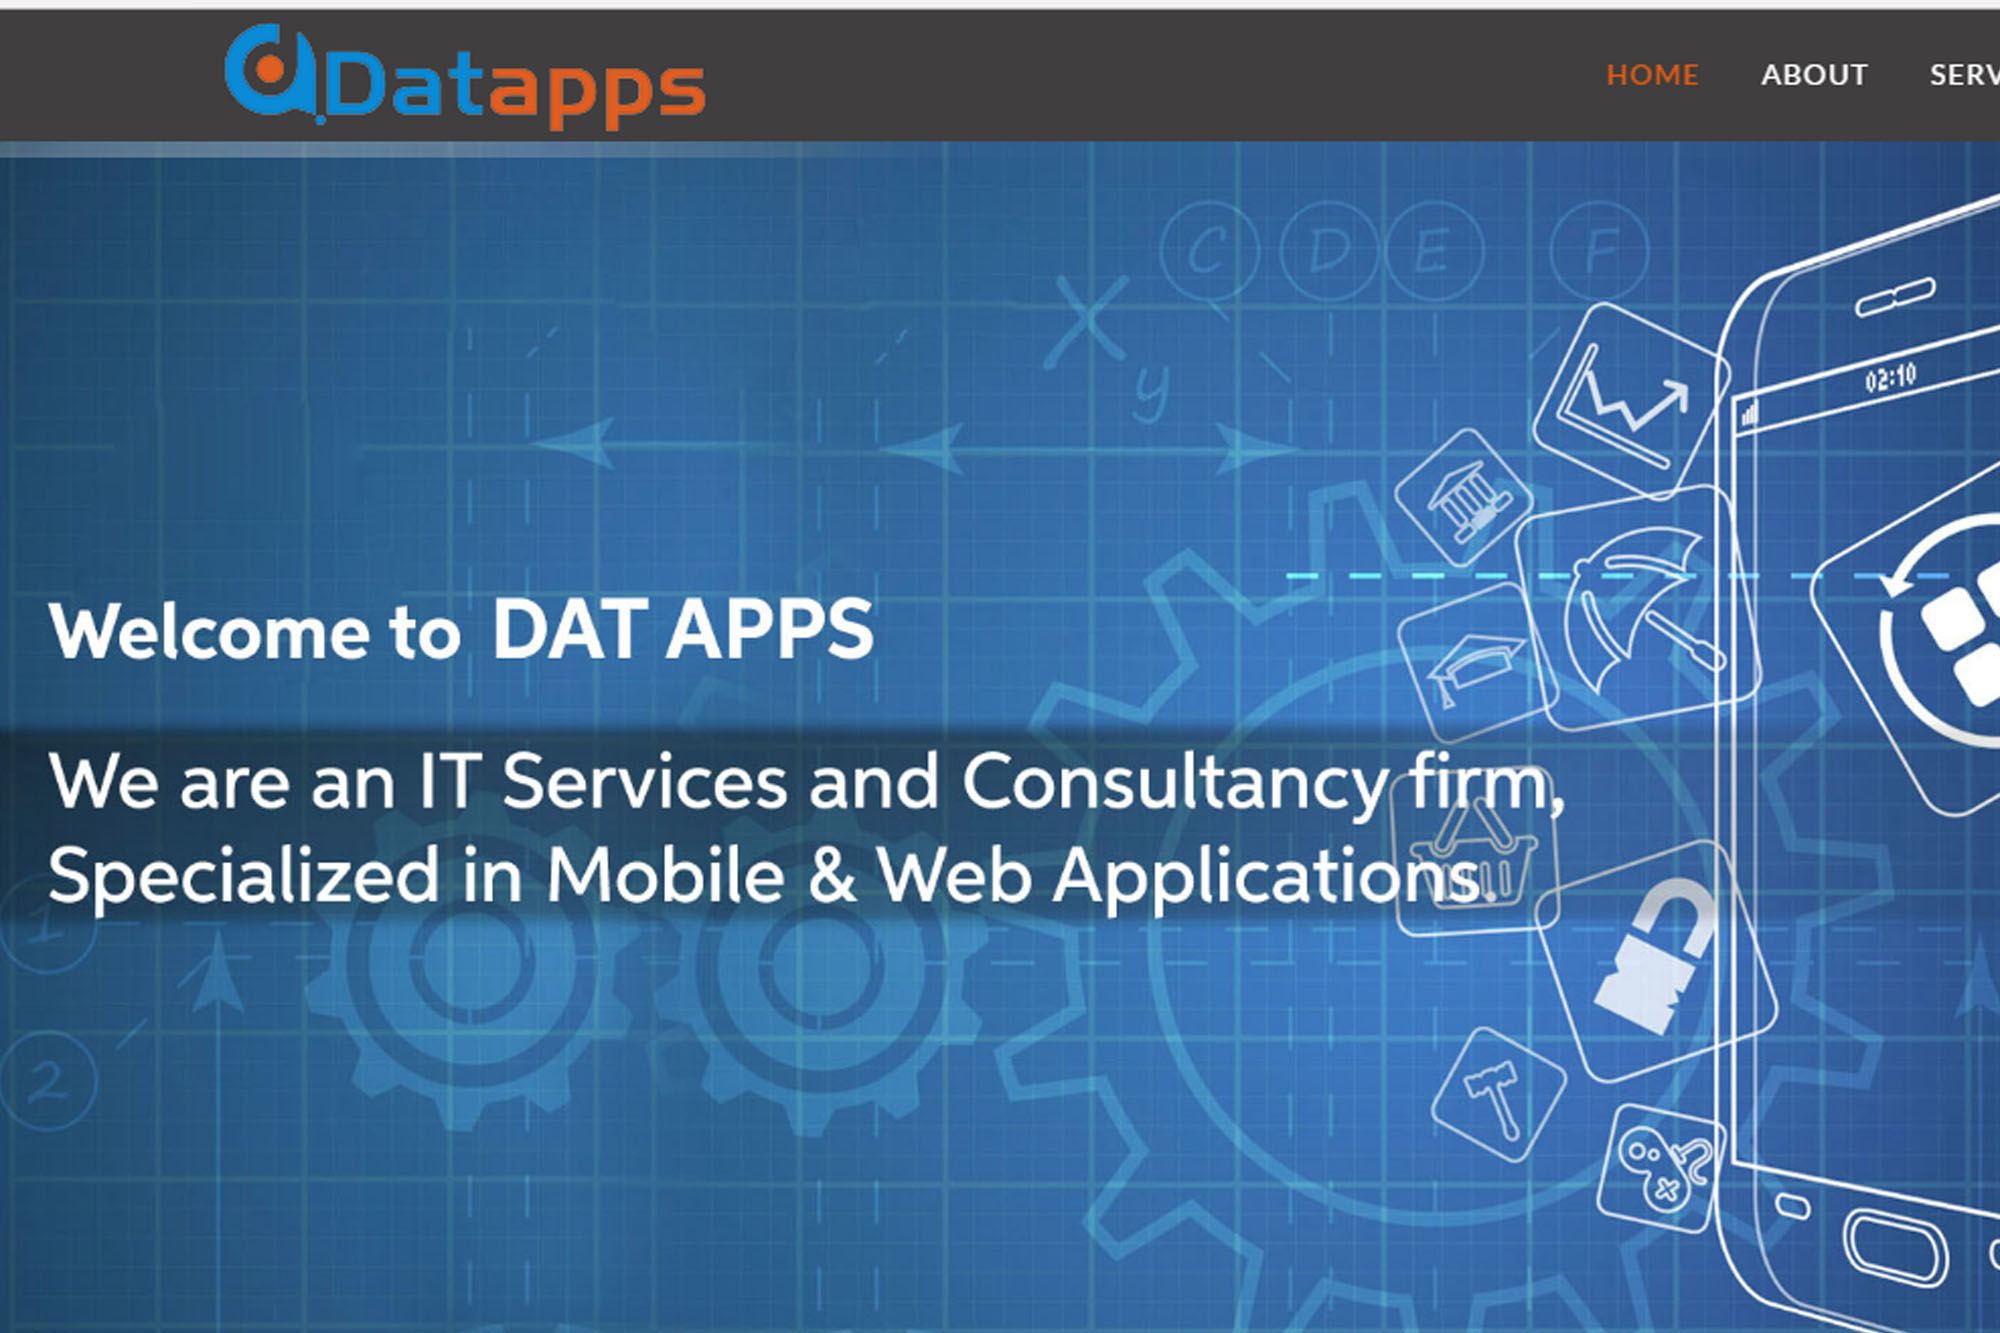 Datapps
HOME ABOUT SERV
C D E F
X
y
02:10
Welcome to DAT APPS
We are an IT Services and Consultancy firm,
Specialized in Mobile & Web Applications.
1
2